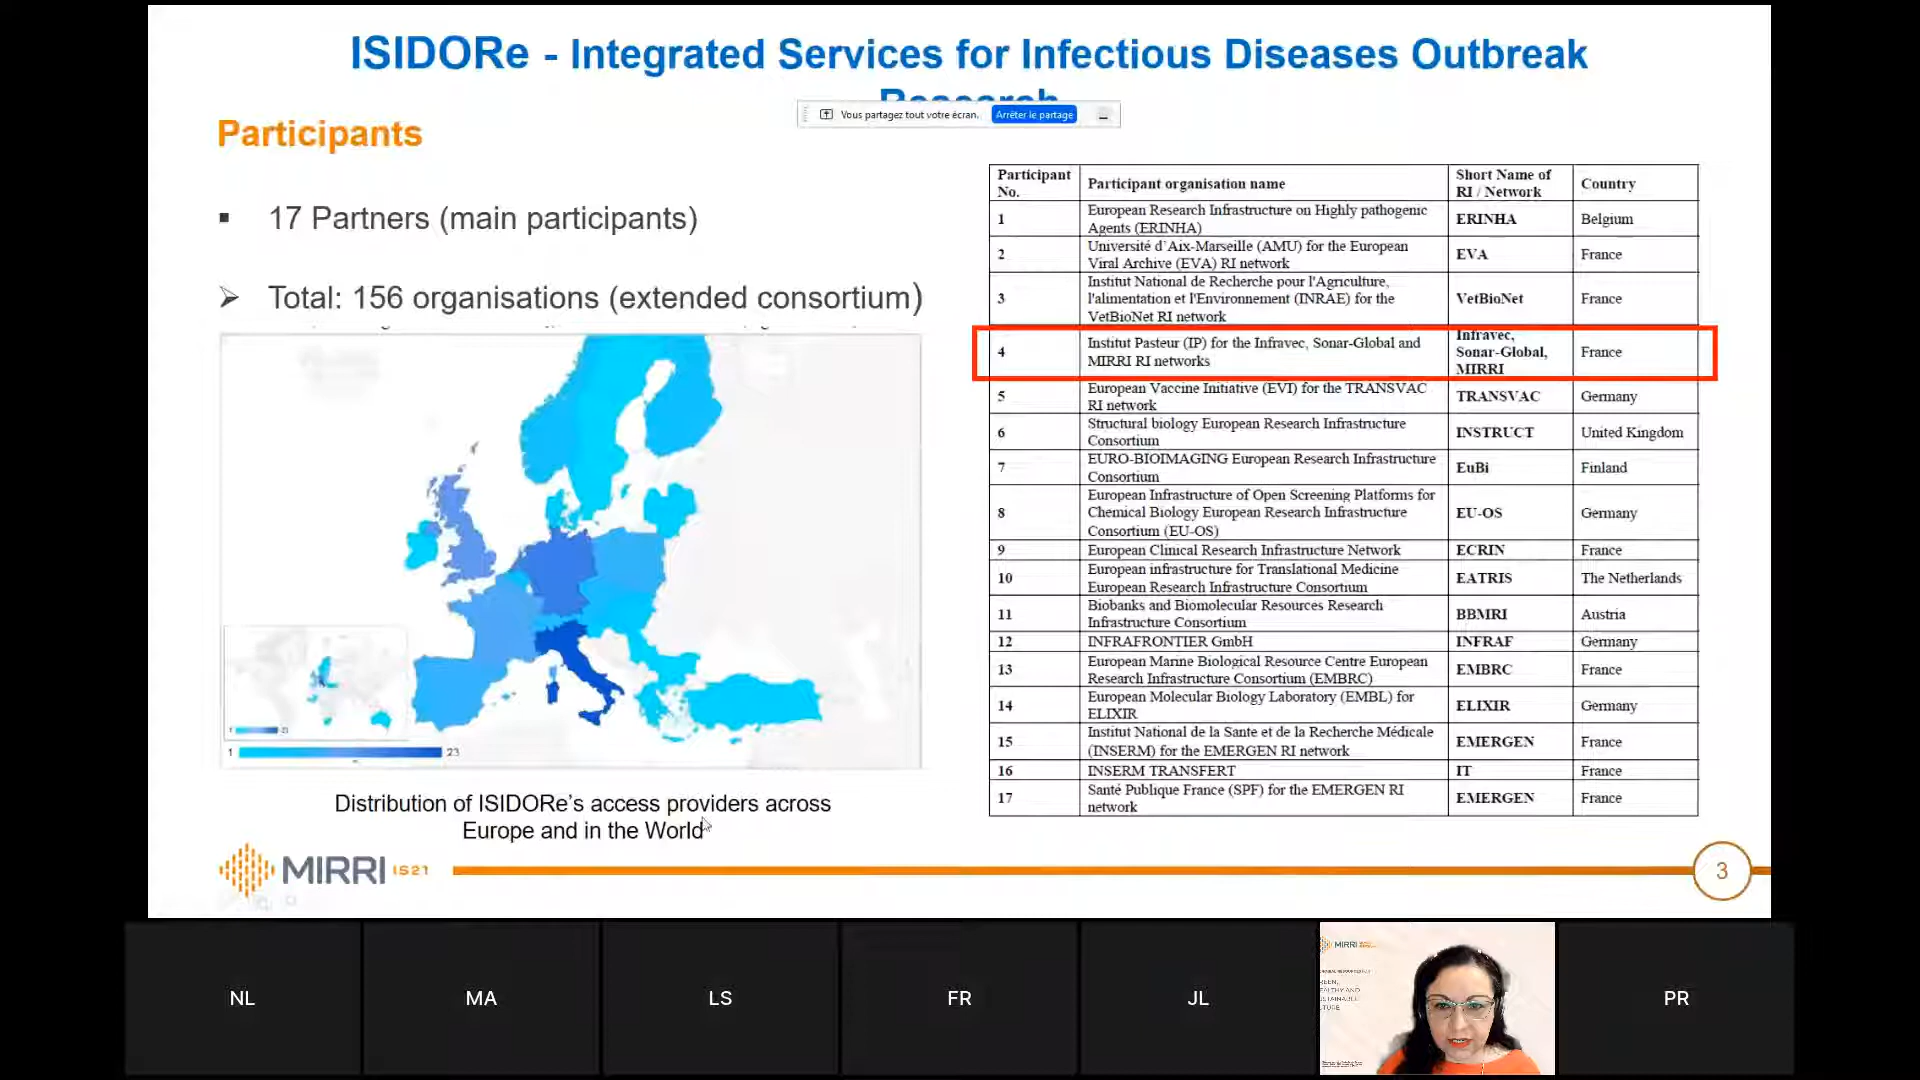 ISIDORe - Integrated Services for Infectious Diseases Outbreak
Research
Vous partagez tout votre écran.
Arrêter le partage
Participants
▪ 17 Partners (main participants)
➢ Total: 156 organisations (extended consortium)
1 23
Distribution of ISIDORe's access providers across
Europe and in the World
Participant
No.
Participant organisation name
Short Name of
RI / Network
Country
1
European Research Infrastructure on Highly pathogenic
Agents (ERINHA)
ERINHA
Belgium
2
Université d'Aix-Marseille (AMU) for the European
Viral Archive (EVA) RI network
EVA
France
3
Institut National de Recherche pour l'Agriculture,
l'alimentation et l'Environnement (INRAE) for the
VetBioNet RI network
VetBioNet
France
4
Institut Pasteur (IP) for the Infravec, Sonar-Global and
MIRRI RI networks
Infravec,
Sonar-Global,
MIRRI
France
5
European Vaccine Initiative (EVI) for the TRANSVAC
RI network
TRANSVAC
Germany
6
Structural biology European Research Infrastructure
Consortium
INSTRUCT
United Kingdom
7
EURO-BIOIMAGING European Research Infrastructure
Consortium
EuBi
Finland
8
European Infrastructure of Open Screening Platforms for
Chemical Biology European Research Infrastructure
Consortium (EU-OS)
EU-OS
Germany
9
European Clinical Research Infrastructure Network
ECRIN
France
10
European infrastructure for Translational Medicine
European Research Infrastructure Consortium
EATRIS
The Netherlands
11
Biobanks and Biomolecular Resources Research
Infrastructure Consortium
BBMRI
Austria
12
INFRAFRONTIER GmbH
INFRAF
Germany
13
European Marine Biological Resource Centre European
Research Infrastructure Consortium (EMBRC)
EMBRC
France
14
European Molecular Biology Laboratory (EMBL) for
ELIXIR
ELIXIR
Germany
15
Institut National de la Sante et de la Recherche Médicale
(INSERM) for the EMERGEN RI network
EMERGEN
France
16
INSERM TRANSFERT
IT
France
17
Santé Publique France (SPF) for the EMERGEN RI
network
EMERGEN
France
MIRRI IS21
3
NL
MA
LS
FR
JL
MIRRI
PR